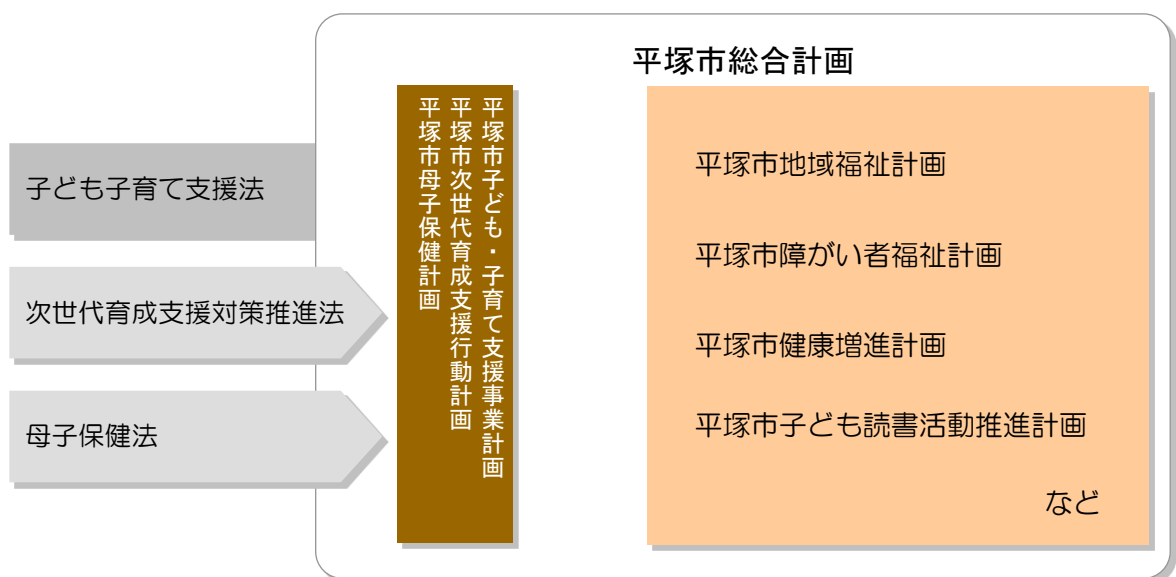 平塚市総合計画
子ども子育て支援法
次世代育成支援対策推進法
母子保健法
平塚市子ども・子育て支援事業計画
平塚市次世代育成支援行動計画
平塚市母子保健計画
平塚市地域福祉計画
平塚市障がい者福祉計画
平塚市健康増進計画
平塚市子ども読書活動推進計画
など